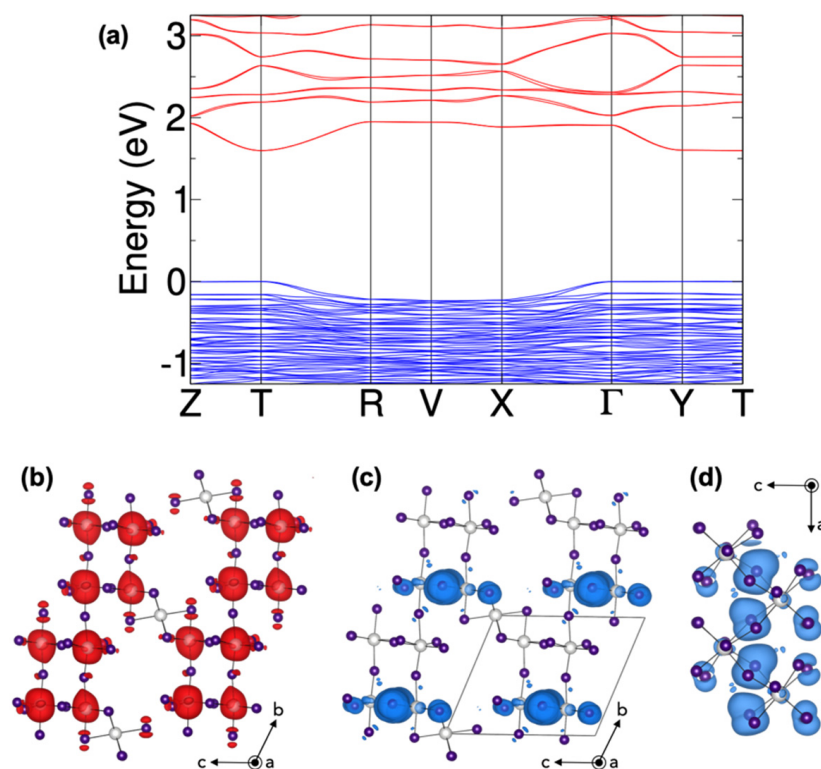 (a)
Energy (eV)
3
2
1
0
-1
Z T R V X Γ Y T
(b)
(c)
(d)
c
a
b
c
a
b
c
a